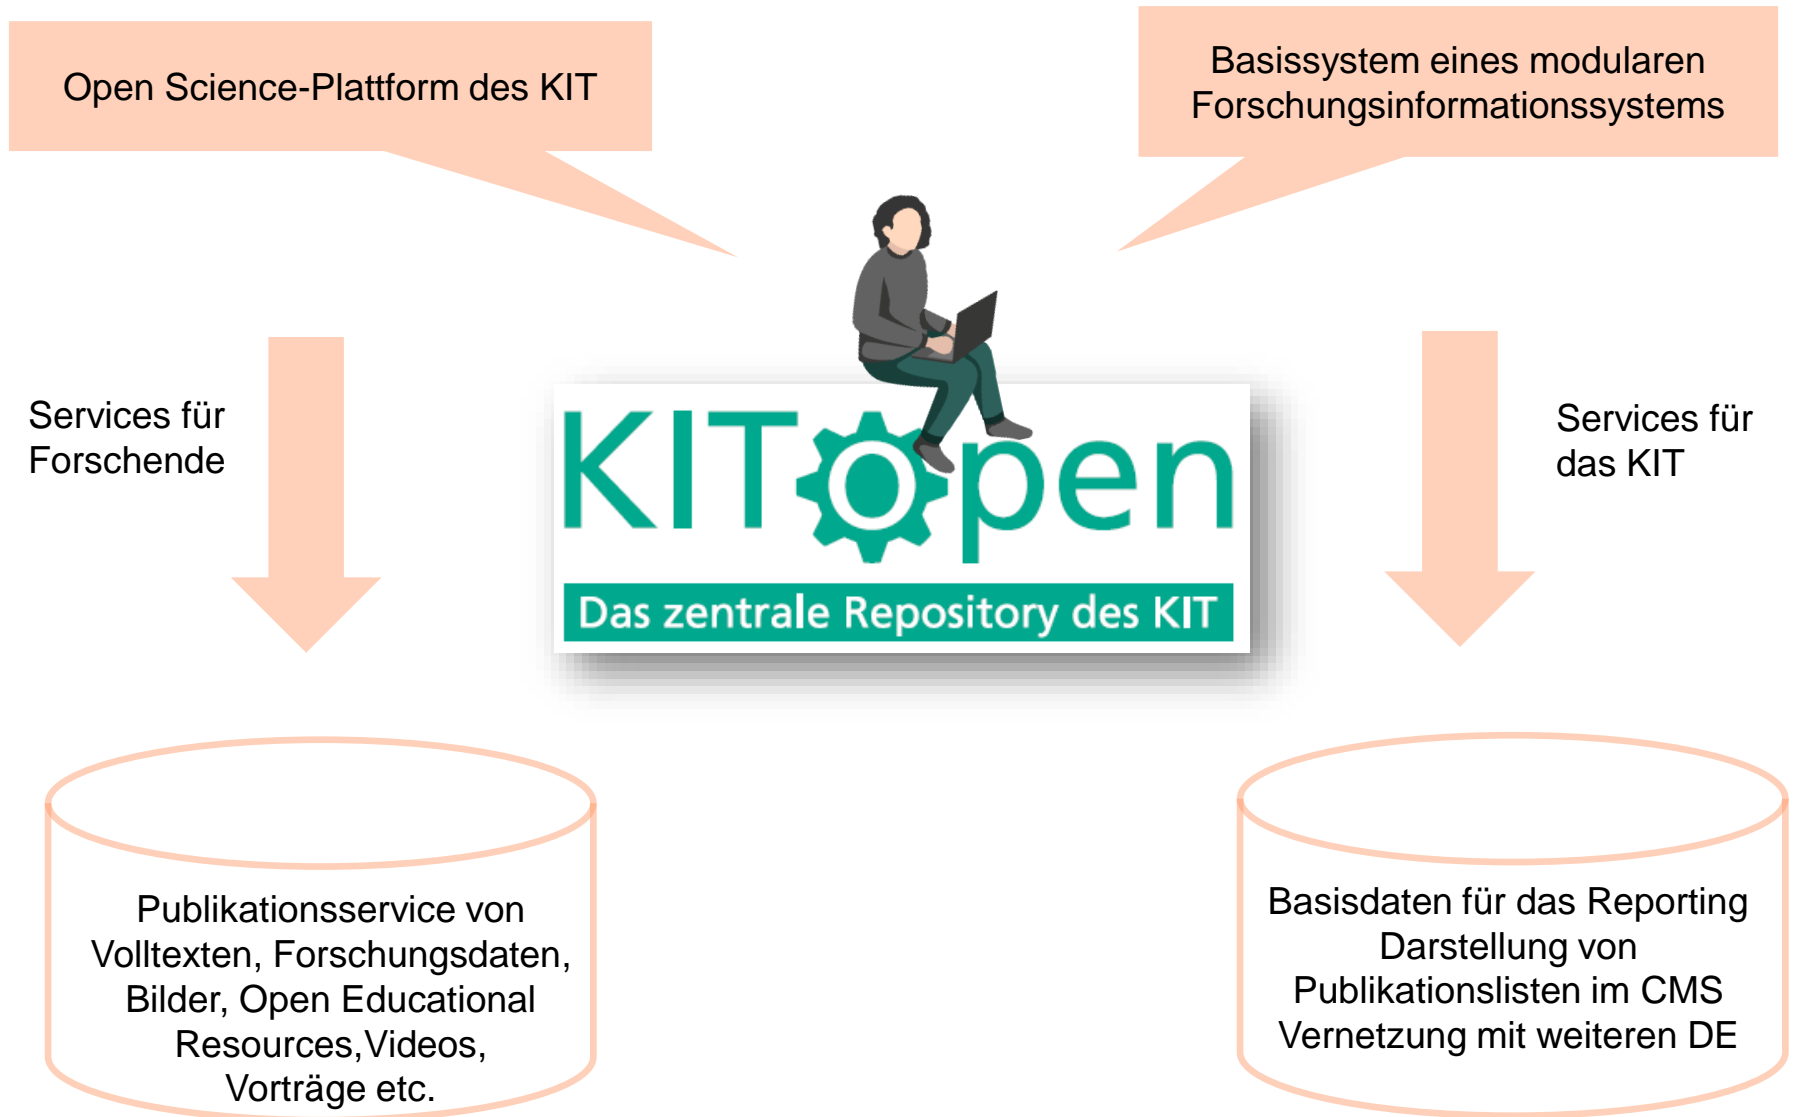 Open Science-Plattform des KIT
Basissystem eines modularen
Forschungsinformationssystems
Services für
Forschende
KITopen
Das zentrale Repository des KIT
Services für
das KIT
Publikationsservice von
Volltexten, Forschungsdaten,
Bilder, Open Educational
Resources,Videos,
Vorträge etc.
Basisdaten für das Reporting
Darstellung von
Publikationslisten im CMS
Vernetzung mit weiteren DE